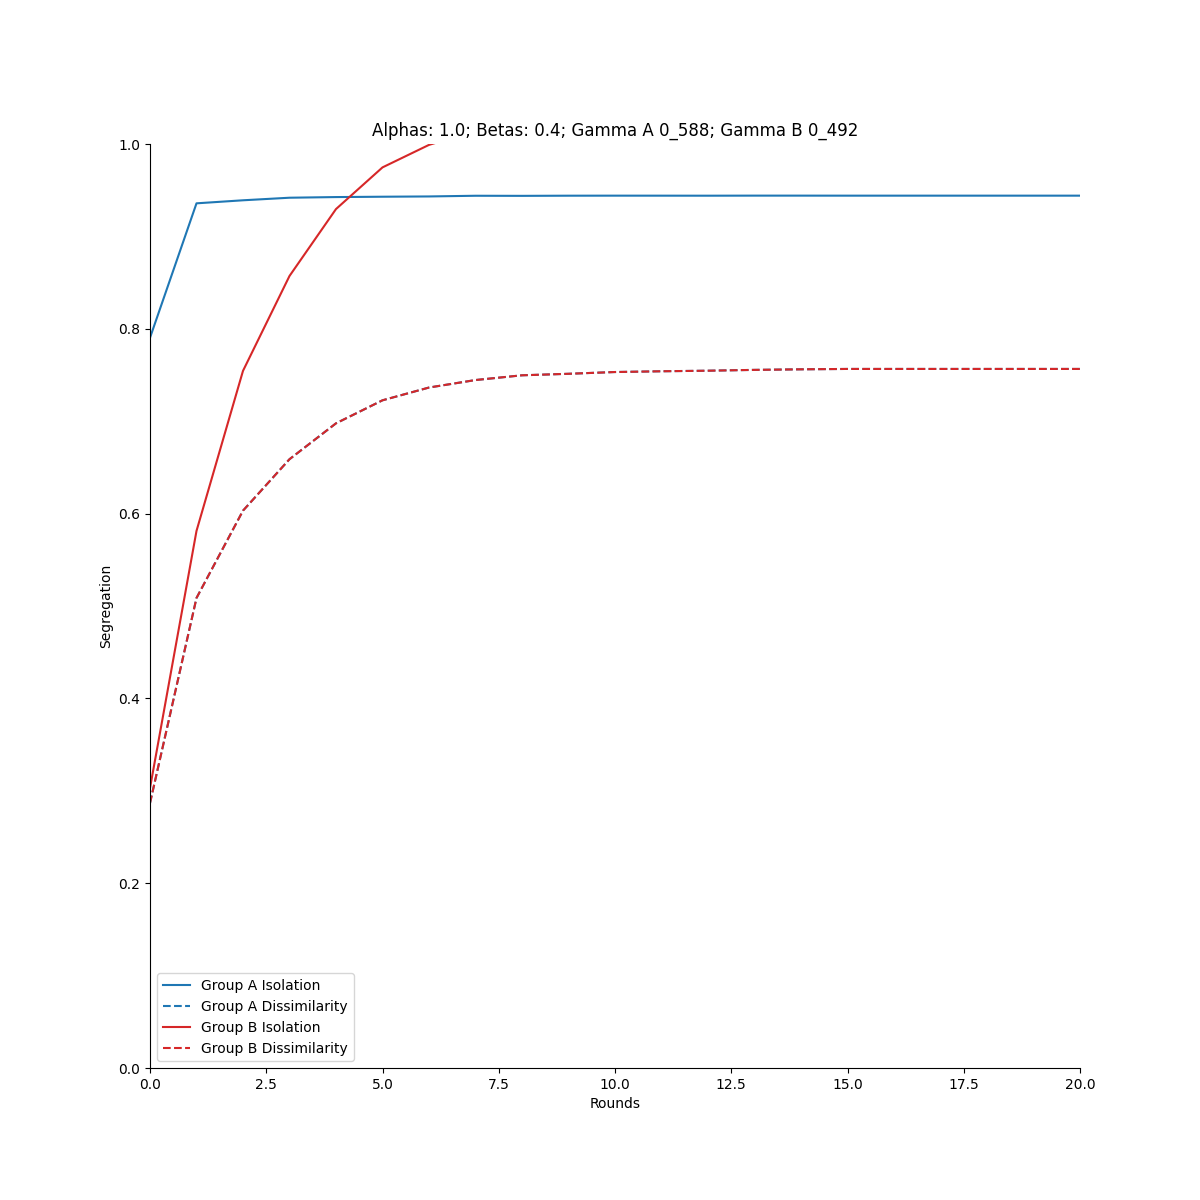 Alphas: 1.0; Betas: 0.4; Gamma A 0_588; Gamma B 0_492
1.0
0.8
0.6
0.4
0.2
0.0
Segregation
Group A Isolation
Group A Dissimilarity
Group B Isolation
Group B Dissimilarity
0.0 2.5 5.0 7.5 10.0 12.5 15.0 17.5 20.0
Rounds